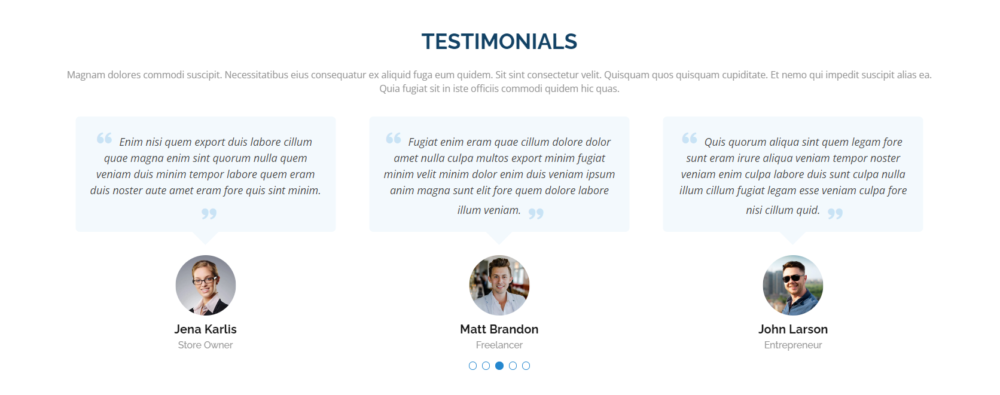 TESTIMONIALS
Magnam dolores commodi suscipit. Necessitatibus eius consequatur ex aliquid fuga eum quidem. Sit sint consectetur velit. Quisquam quos quisquam cupiditate. Et nemo qui impedit suscipit alias ea.
Quia fugiat sit in iste officiis commodi quidem hic quas.
“ Enim nisi quem export duis labore cillum
quae magna enim sint quorum nulla quem
veniam duis minim tempor labore quem eram
duis noster aute amet eram fore quis sint minim.
”
Jena Karlis
Store Owner
“ Fugiat enim eram quae cillum dolore dolor
amet nulla culpa multos export minim fugiat
minim velit minim dolor enim duis veniam ipsum
anim magna sunt elit fore quem dolore labore
illum veniam. ”
Matt Brandon
Freelancer
“ Quis quorum aliqua sint quem legam fore
sunt eram irure aliqua veniam tempor noster
veniam enim culpa labore duis sunt culpa nulla
illum cillum fugiat legam esse veniam culpa fore
nisi cillum quid. ”
John Larson
Entrepreneur